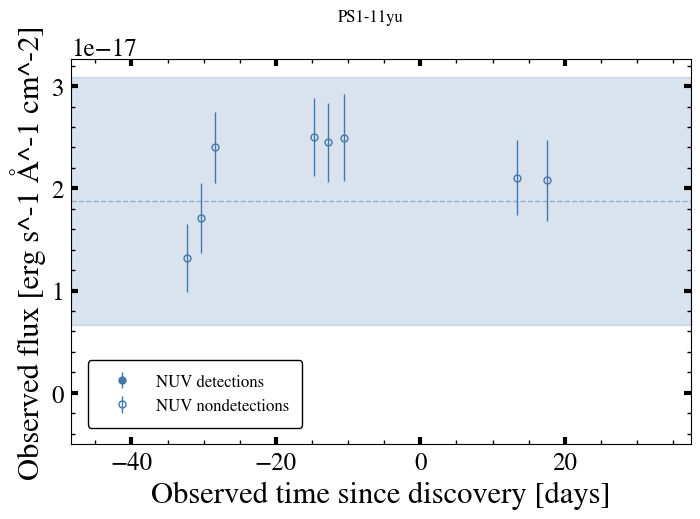 PS1-11yu
1e−17
Observed flux [erg s^-1 Å^-1 cm^-2]
3
2
1
0
NUV detections
NUV nondetections
−40 −20 0 20
Observed time since discovery [days]